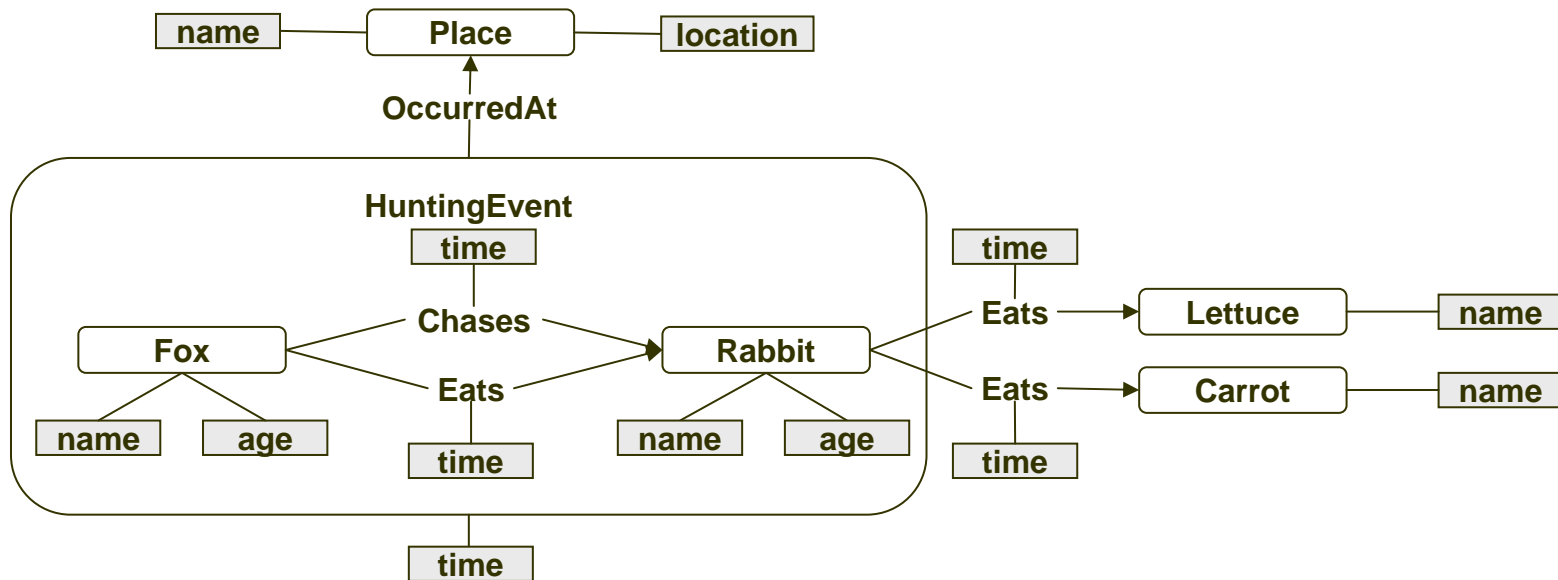 name
Place
location
OccurredAt
HuntingEvent
time
time
Chases
Eats
Lettuce
name
Fox
Rabbit
Eats
Eats
Carrot
name
name
age
name
age
time
time
time